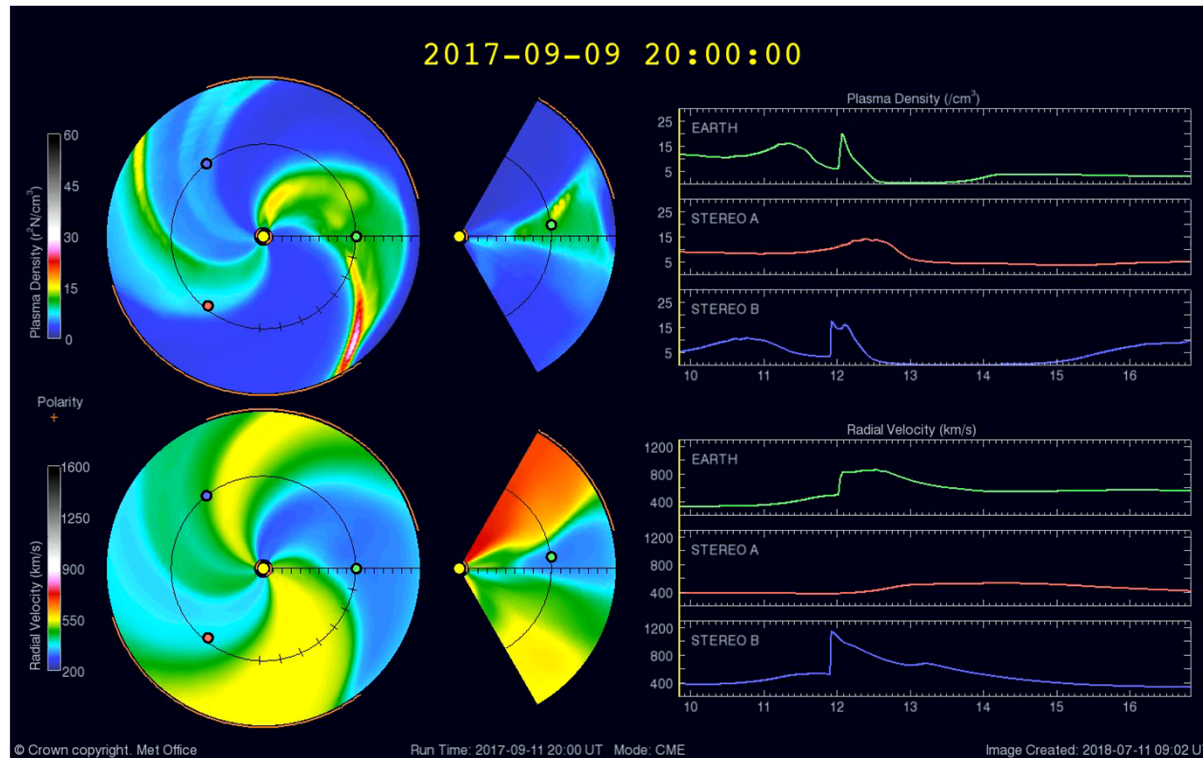 2017-09-09 20:00:00
Plasma Density (r²N/cm³)
60
45
30
15
0
Plasma Density (/cm³)
EARTH
25
15
5
STEREO A
25
15
5
STEREO B
25
15
5
10 11 12 13 14 15 16
Polarity
+
Radial Velocity (km/s)
1600
1250
900
550
200
Radial Velocity (km/s)
EARTH
1200
800
400
STEREO A
1200
800
400
STEREO B
1200
800
400
10 11 12 13 14 15 16
© Crown copyright. Met Office
Run Time: 2017-09-11 20:00 UT Mode: CME
Image Created: 2018-07-11 09:02 UT